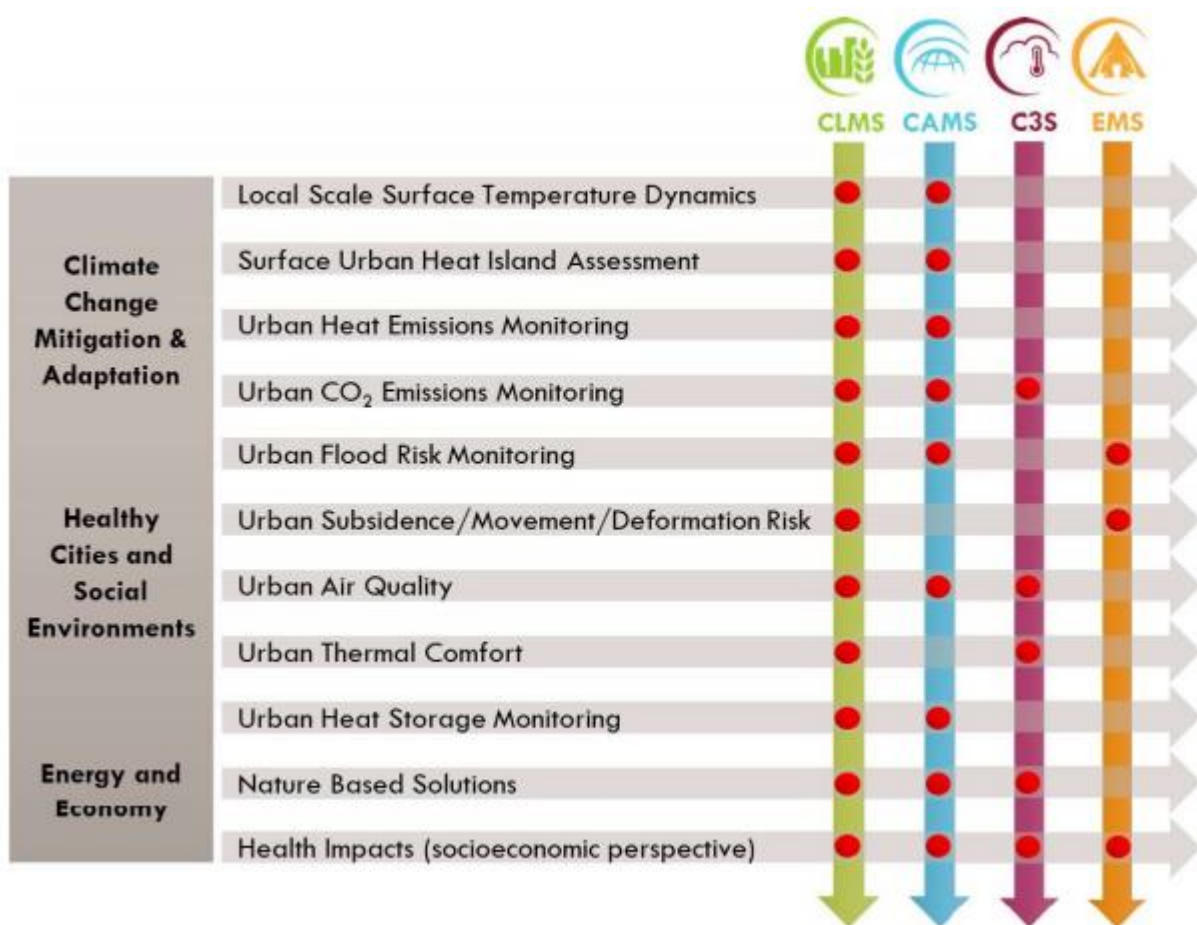 CLMS CAMS C3S EMS
Climate
Change
Mitigation &
Adaptation
Healthy
Cities and
Social
Environments
Energy and
Economy
Local Scale Surface Temperature Dynamics
Surface Urban Heat Island Assessment
Urban Heat Emissions Monitoring
Urban CO₂ Emissions Monitoring
Urban Flood Risk Monitoring
Urban Subsidence/Movement/Deformation Risk
Urban Air Quality
Urban Thermal Comfort
Urban Heat Storage Monitoring
Nature Based Solutions
Health Impacts (socioeconomic perspective)